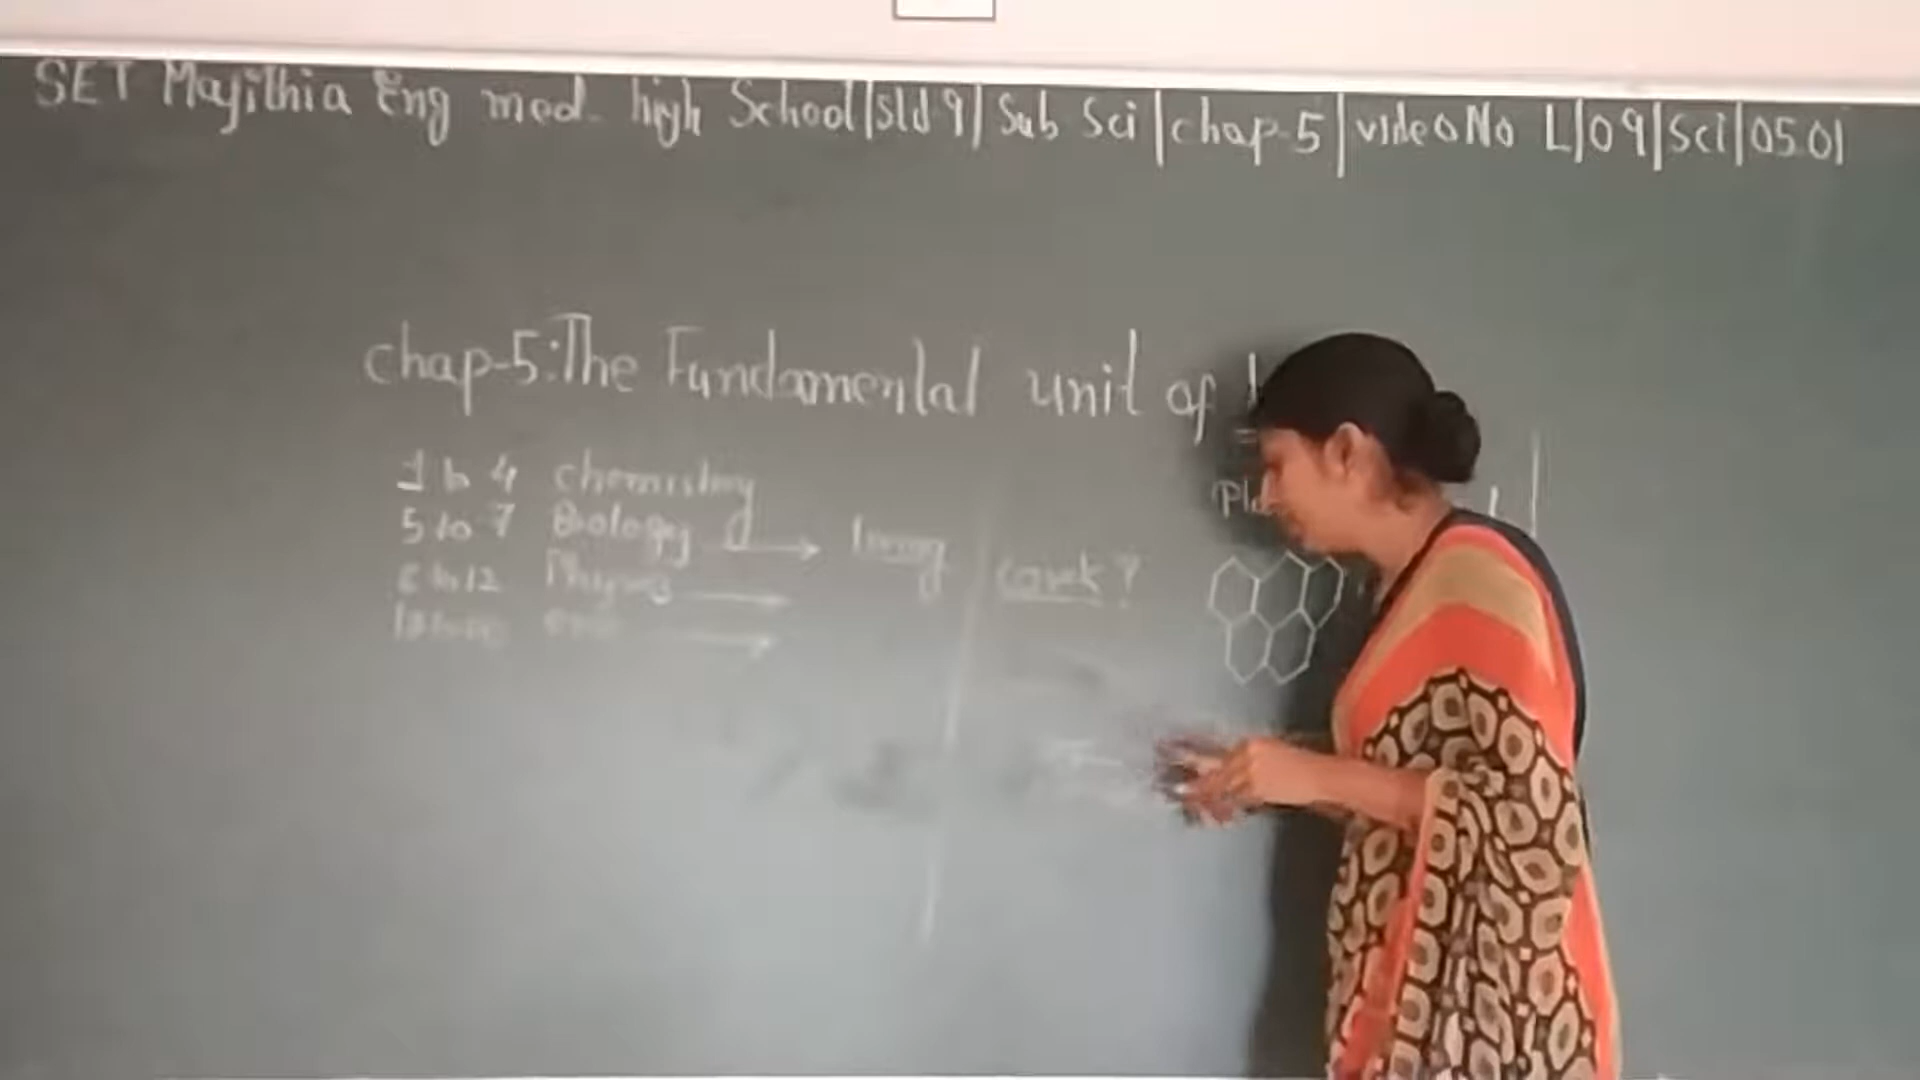 SET Majithia Eng med. high School|Std 9|Sub Sci|chap-5|video No L|09|Sci|05.01
chap-5:The Fundamental unit of
1 to 4 chemistry
5 to 7 Biology → living
work?
Physics →